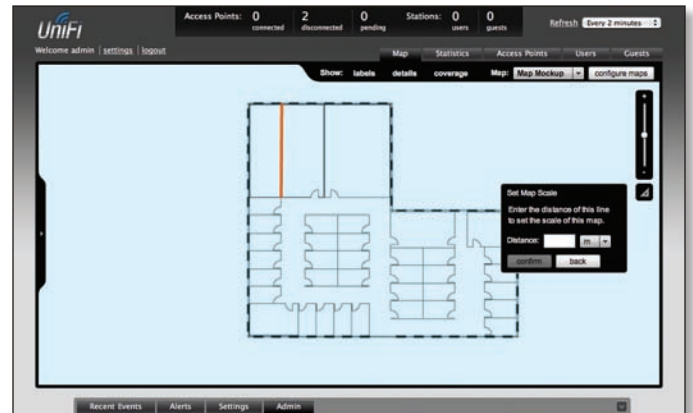 UniFi
Access Points: 0 connected 2 disconnected 0 pending Stations: 0 users 0 guests
Refresh Every 2 minutes
Welcome admin | settings | logout
Map Statistics Access Points Users Guests
Show: labels details coverage Map: Map Mockup configure maps
Set Map Scale
Enter the distance of this line
to set the scale of this map.
Distance: m
confirm back
Recent Events Alerts Settings Admin